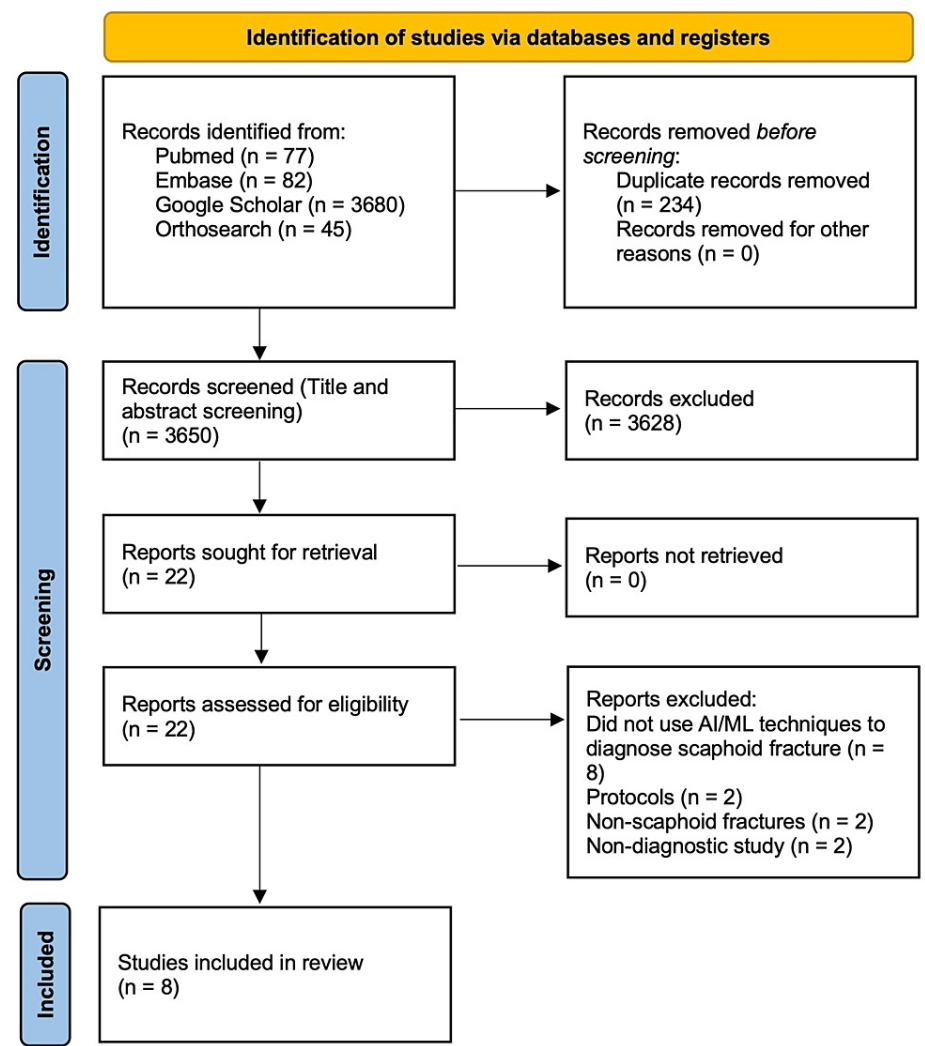 Identification of studies via databases and registers
Identification
Records identified from:
Pubmed (n = 77)
Embase (n = 82)
Google Scholar (n = 3680)
Orthosearch (n = 45)
Records removed before
screening:
Duplicate records removed
(n = 234)
Records removed for other
reasons (n = 0)
Screening
Records screened (Title and
abstract screening)
(n = 3650)
Records excluded
(n = 3628)
Reports sought for retrieval
(n = 22)
Reports not retrieved
(n = 0)
Reports assessed for eligibility
(n = 22)
Reports excluded:
Did not use AI/ML techniques to
diagnose scaphoid fracture (n =
8)
Protocols (n = 2)
Non-scaphoid fractures (n = 2)
Non-diagnostic study (n = 2)
Included
Studies included in review
(n = 8)